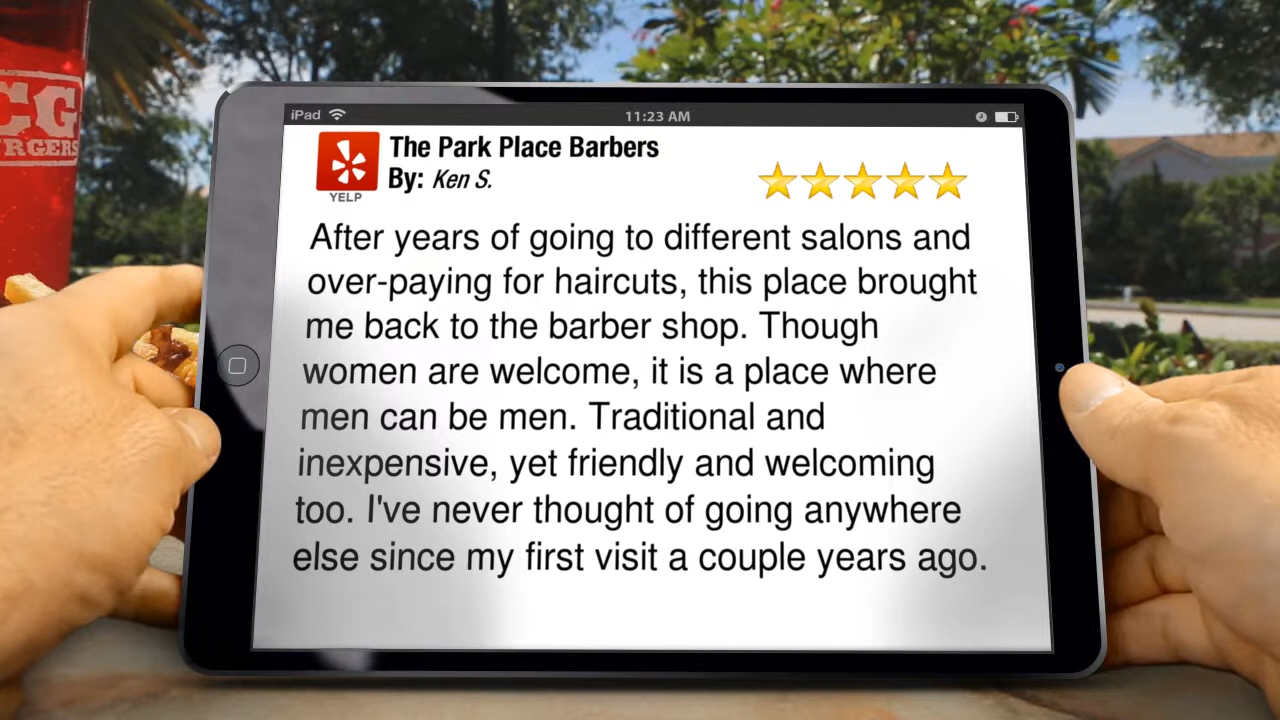 CG
iPad
11:23 AM
The Park Place Barbers
By: Ken S.
YELP
After years of going to different salons and
over-paying for haircuts, this place brought
me back to the barber shop. Though
women are welcome, it is a place where
men can be men. Traditional and
inexpensive, yet friendly and welcoming
too. I've never thought of going anywhere
else since my first visit a couple years ago.